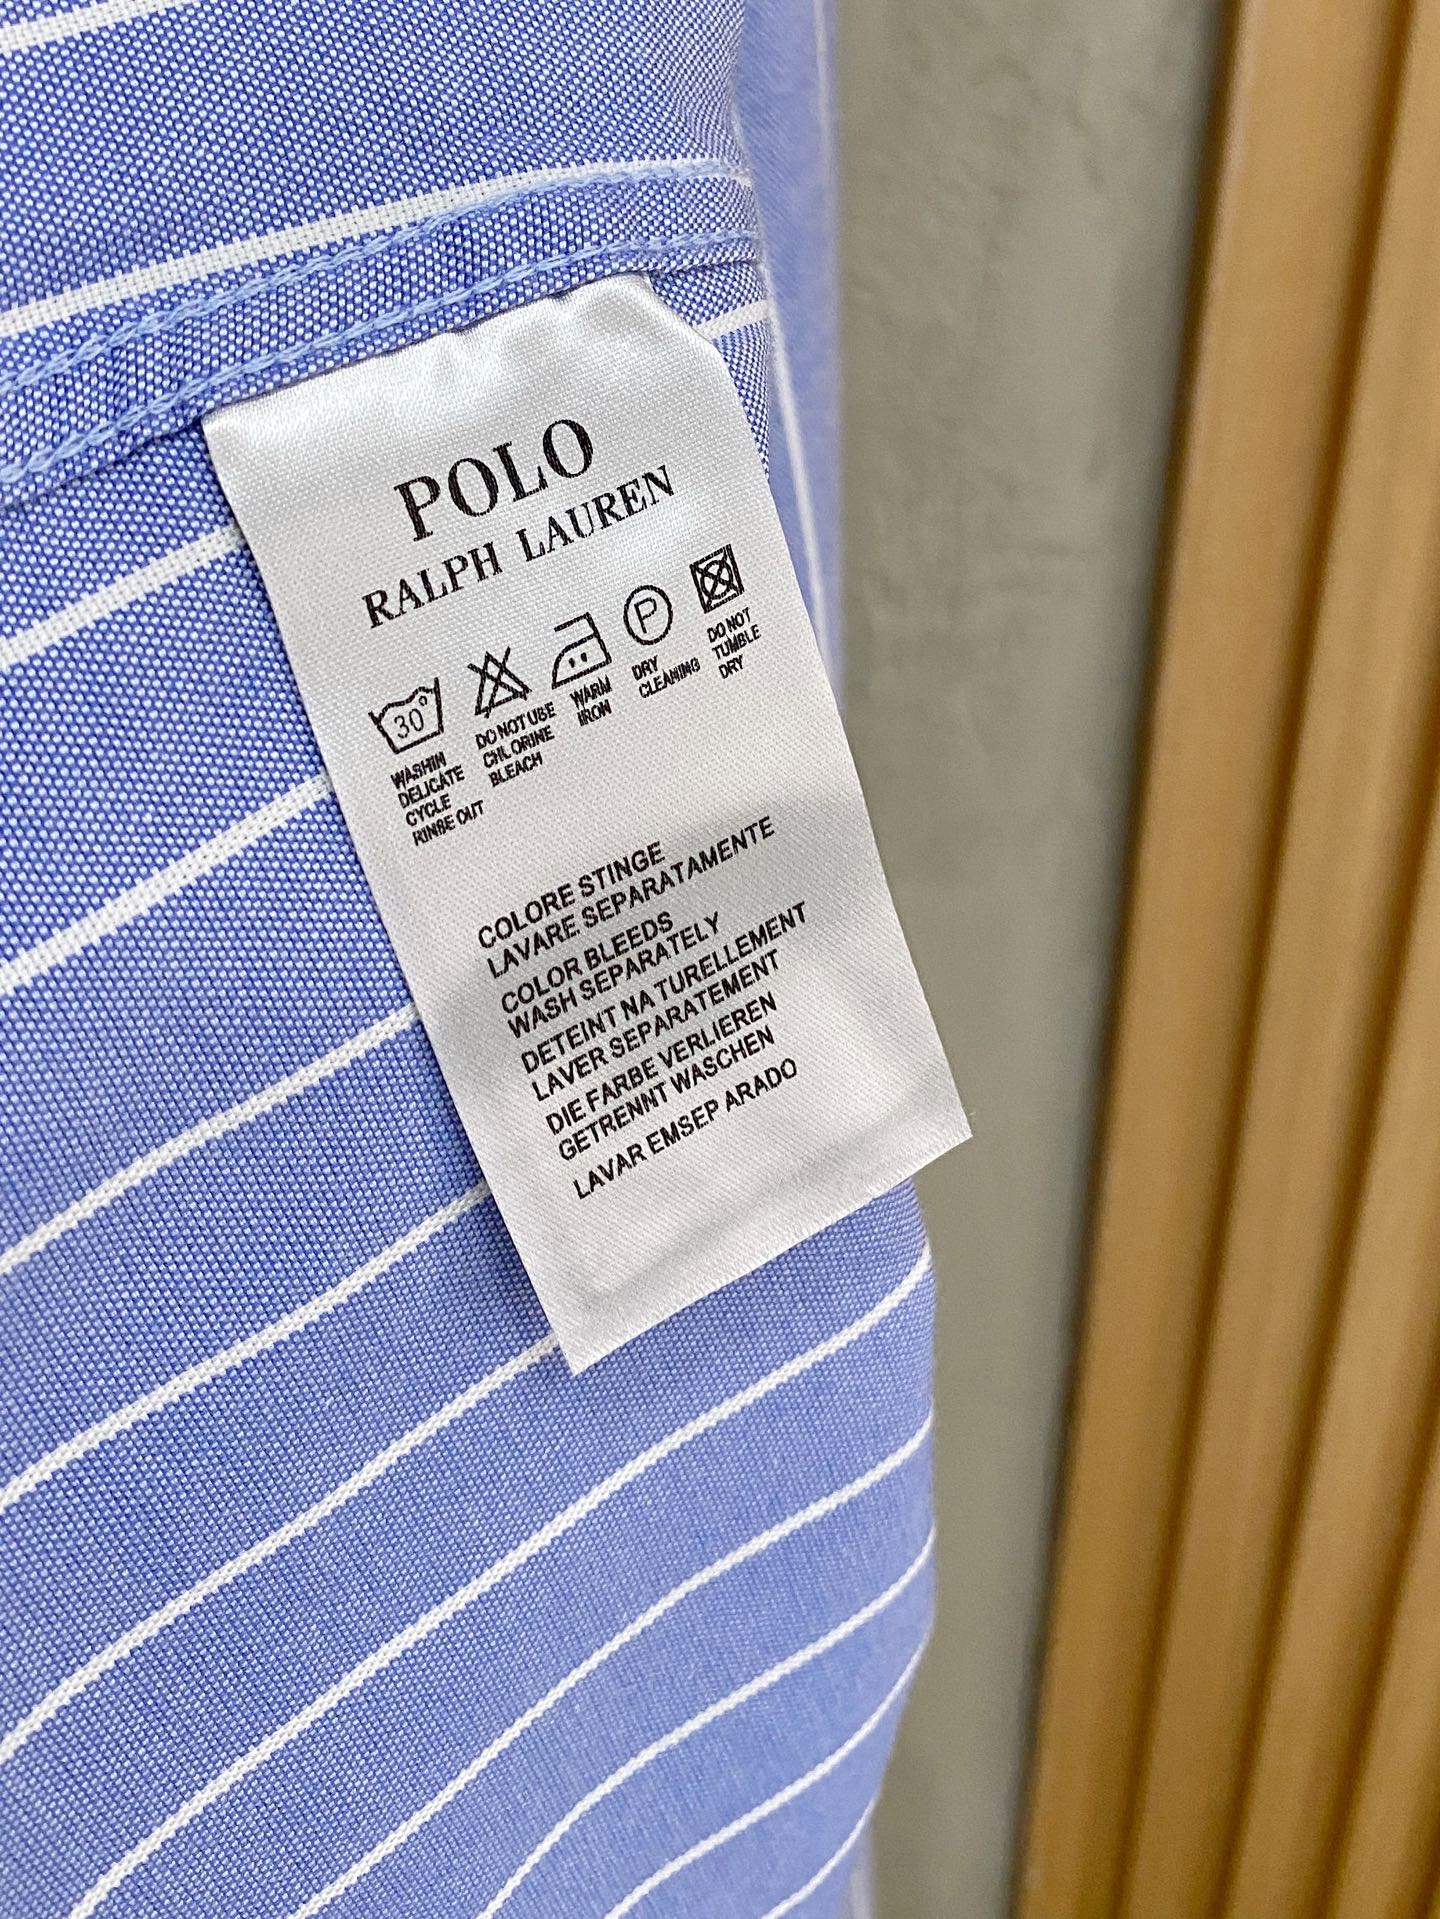 POLO
RALPH LAUREN
30°
P
WASHIN
DELICATE
CYCLE
RINBE OUT
DO NOT UBE
CHLORINE
BLEACH
WARM
IRON
DRY
CLEANING
DO NOT
TUMBLE
DRY
COLORE STINGE
LAVARE SEPARATAMENTE
COLOR BLEEDS
WASH SEPARATELY
DETEINT NA TURELLEMENT
LAVER SEPARATEMENT
DIE FARBE VERLIEREN
GETRENNT WASCHEN
LAVAR EMSEP ARADO